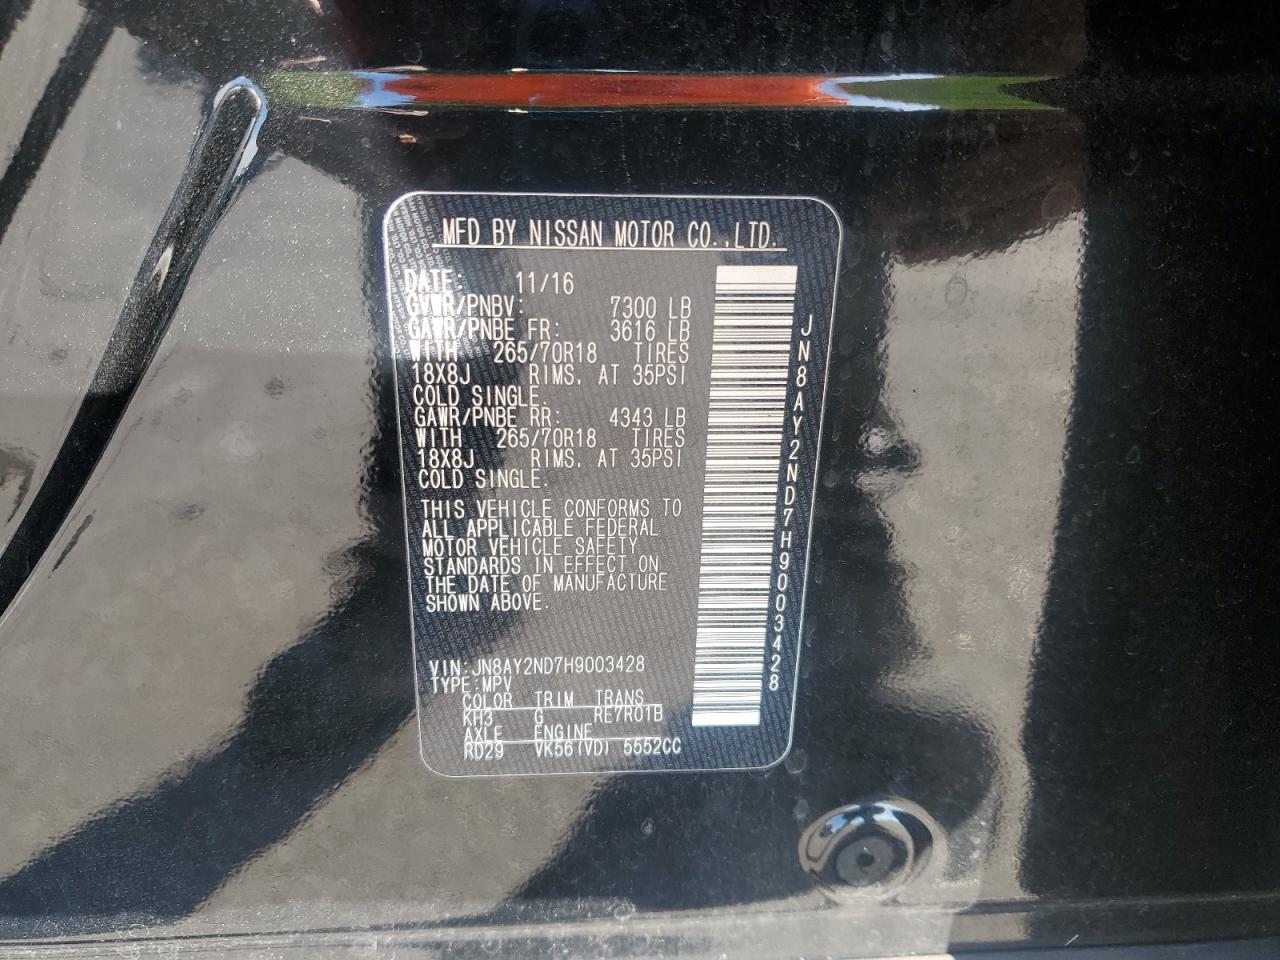 MFD BY NISSAN MOTOR CO.,LTD.
DATE: 11/16
GVWR/PNBV: 7300 LB
GAWR/PNBE FR: 3616 LB
WITH 265/70R18 TIRES
18X8J RIMS, AT 35PSI
COLD SINGLE.
GAWR/PNBE RR: 4343 LB
WITH 265/70R18 TIRES
18X8J RIMS, AT 35PSI
COLD SINGLE.
THIS VEHICLE CONFORMS TO
ALL APPLICABLE FEDERAL
MOTOR VEHICLE SAFETY
STANDARDS IN EFFECT ON
THE DATE OF MANUFACTURE
SHOWN ABOVE.
VIN:JN8AY2ND7H9003428
TYPE:MPV
COLOR TRIM TRANS
KH3 G RE7R01B
AXLE ENGINE
RD29 VK56(VD) 5552CC
JN8AY2ND7H9003428